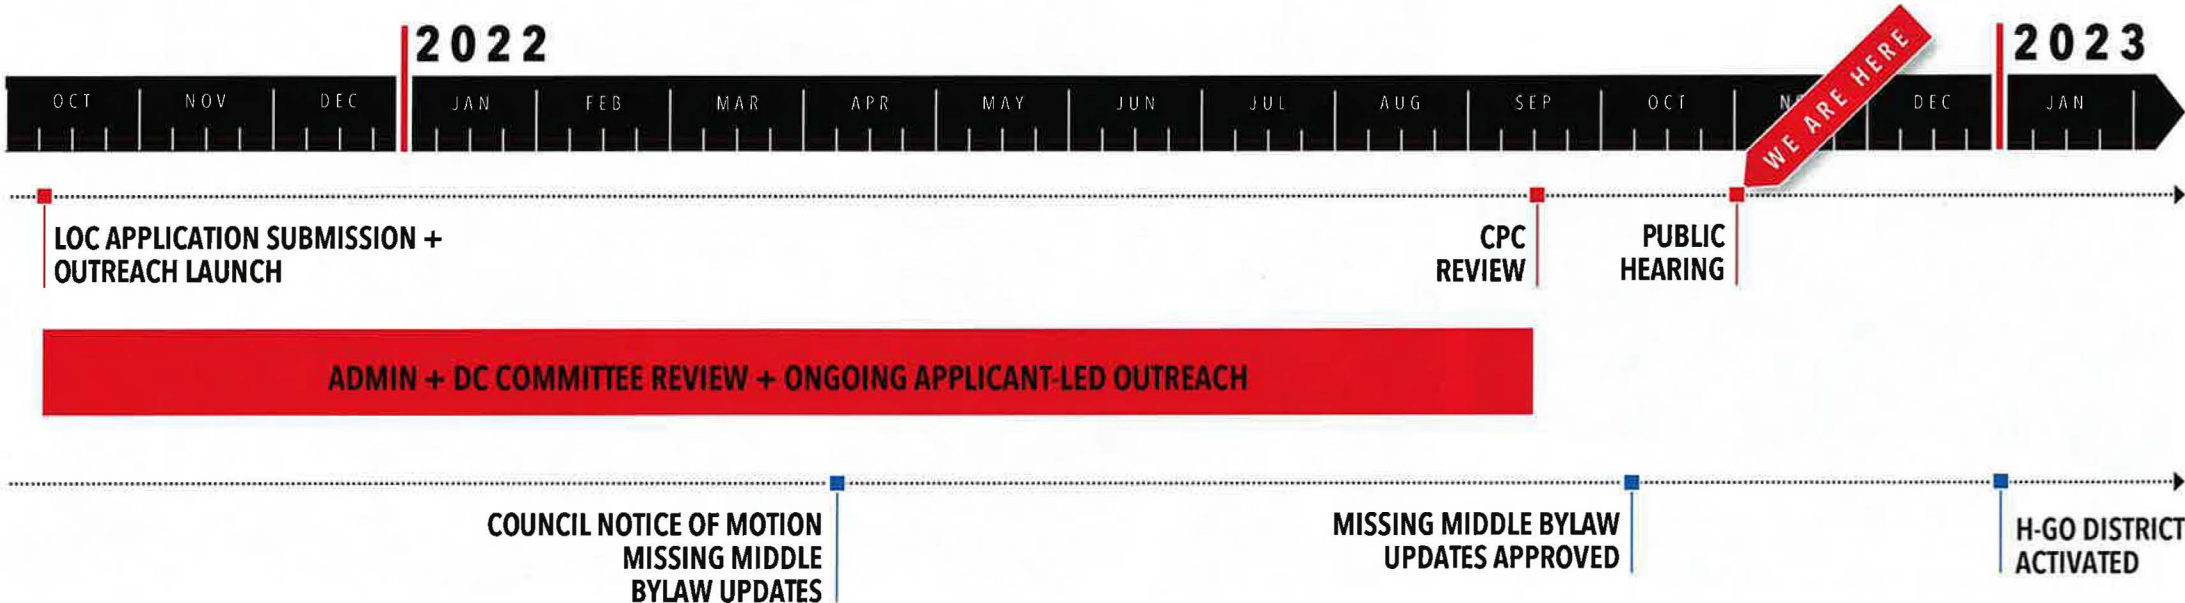 2022
2023
OCT NOV DEC JAN FEB MAR APR MAY JUN JUL AUG SEP OCT DEC JAN
WE ARE HERE
LOC APPLICATION SUBMISSION +
OUTREACH LAUNCH
CPC
REVIEW
PUBLIC
HEARING
ADMIN + DC COMMITTEE REVIEW + ONGOING APPLICANT-LED OUTREACH
COUNCIL NOTICE OF MOTION
MISSING MIDDLE
BYLAW UPDATES
MISSING MIDDLE BYLAW
UPDATES APPROVED
H-GO DISTRICT
ACTIVATED